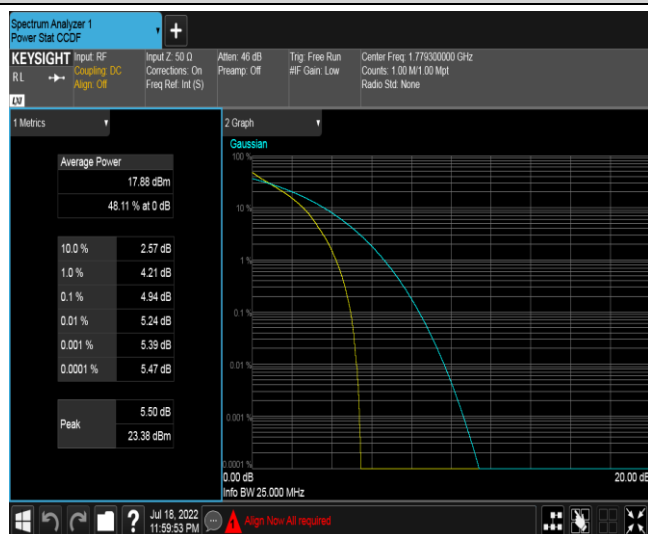 Spectrum Analyzer 1
Power Stat CCDF
+
KEYSIGHT Input: RF Input Z: 50 Ω Atten: 46 dB Trig: Free Run Center Freq: 1.779300000 GHz
RL Coupling: DC Corrections: On Preamp: Off #IF Gain: Low Counts: 1.00 M/1.00 Mpt
Align: Off Freq Ref: Int (S) Radio Std: None
LXI
1 Metrics
Average Power
17.88 dBm
48.11 % at 0 dB
10.0 % 2.57 dB
1.0 % 4.21 dB
0.1 % 4.94 dB
0.01 % 5.24 dB
0.001 % 5.39 dB
0.0001 % 5.47 dB
Peak 5.50 dB
23.38 dBm
2 Graph
Gaussian
100 %
10 %
1 %
0.1 %
0.01 %
0.001 %
0.0001 %
0.00 dB 20.00 dB
Info BW 25.000 MHz
? Jul 18, 2022
11:59:53 PM Align Now All required